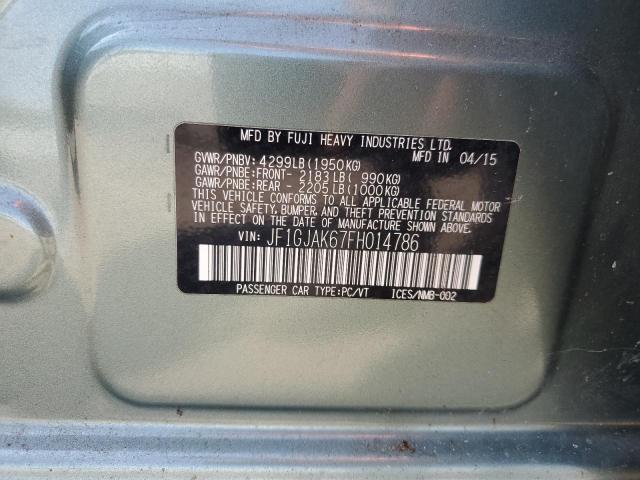 MFD BY FUJI HEAVY INDUSTRIES LTD.
MFD IN 04/15
GVWR/PNBV: 4299LB(1950KG)
GAWR/PNBE:FRONT- 2183LB( 990KG)
GAWR/PNBE:REAR - 2205LB(1000KG)
THIS VEHICLE CONFORMS TO ALL APPLICABLE FEDERAL MOTOR
VEHICLE SAFETY, BUMPER, AND THEFT PREVENTION STANDARDS
IN EFFECT ON THE DATE OF MANUFACTURE SHOWN ABOVE.
VIN: JF1GJAK67FH014786
PASSENGER CAR TYPE:PC/VT ICES/NMB-002